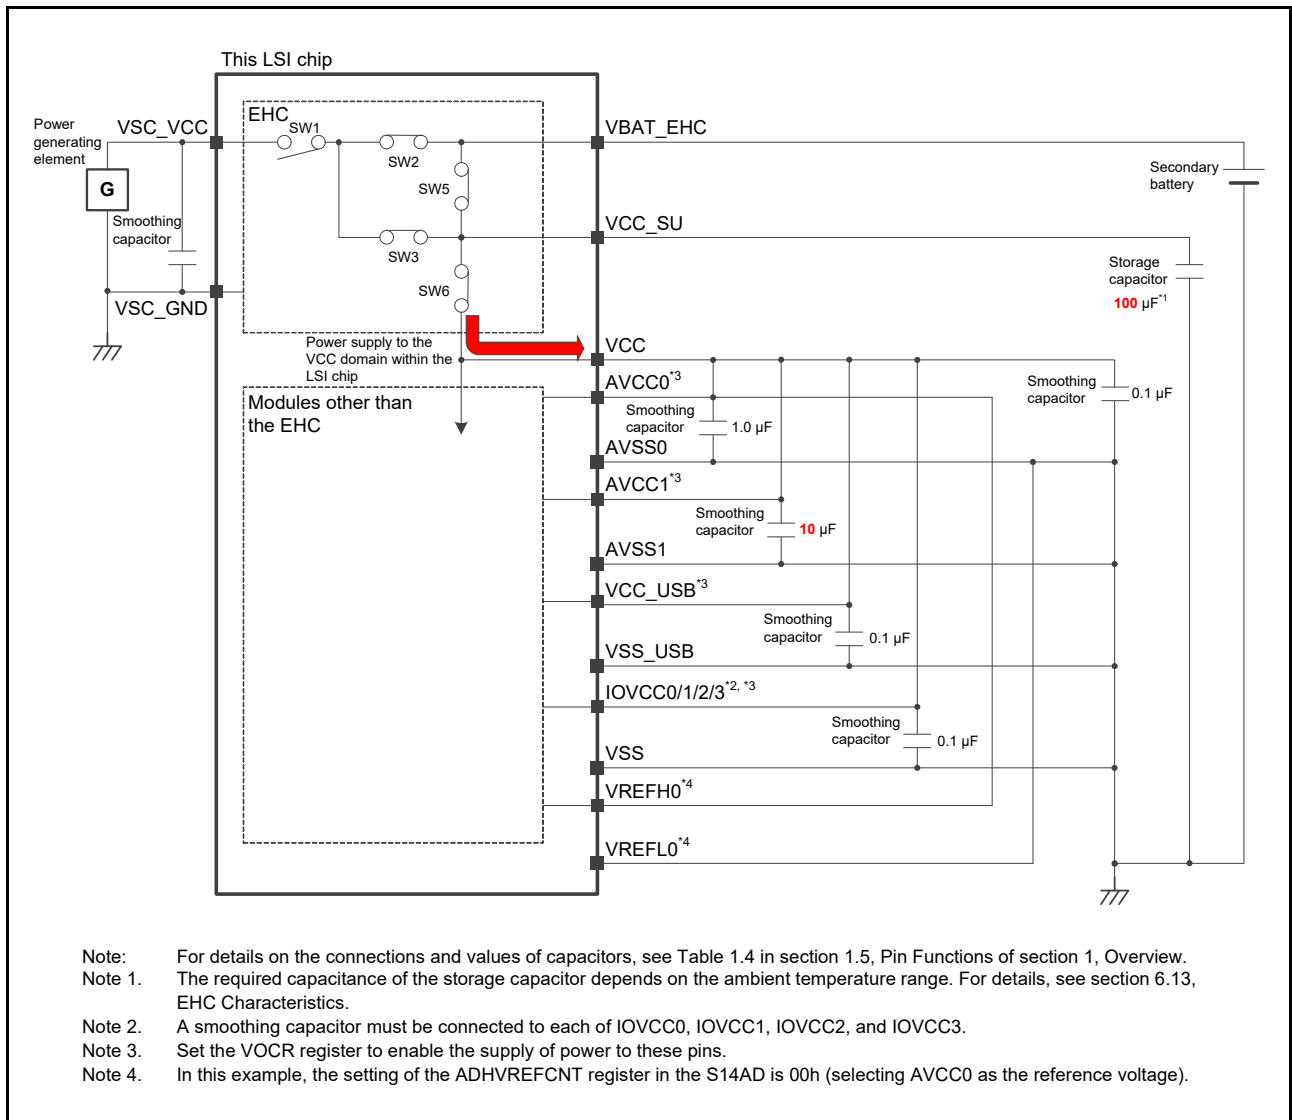 This LSI chip
EHC
Power
generating
element
VSC_VCC
SW1
SW2
SW5
SW3
SW6
VBAT_EHC
Secondary
battery
G
Smoothing
capacitor
VCC_SU
Storage
capacitor
100 µF*1
VSC_GND
Power supply to the
VCC domain within the
LSI chip
VCC
AVCC0*3
Smoothing
capacitor
0.1 µF
Modules other than
the EHC
Smoothing
capacitor
1.0 µF
AVSS0
AVCC1*3
Smoothing
capacitor
10 µF
AVSS1
VCC_USB*3
Smoothing
capacitor
0.1 µF
VSS_USB
IOVCC0/1/2/3*2, *3
Smoothing
capacitor
0.1 µF
VSS
VREFH0*4
VREFL0*4
Note: For details on the connections and values of capacitors, see Table 1.4 in section 1.5, Pin Functions of section 1, Overview.
Note 1. The required capacitance of the storage capacitor depends on the ambient temperature range. For details, see section 6.13,
EHC Characteristics.
Note 2. A smoothing capacitor must be connected to each of IOVCC0, IOVCC1, IOVCC2, and IOVCC3.
Note 3. Set the VOCR register to enable the supply of power to these pins.
Note 4. In this example, the setting of the ADHVREFCNT register in the S14AD is 00h (selecting AVCC0 as the reference voltage).